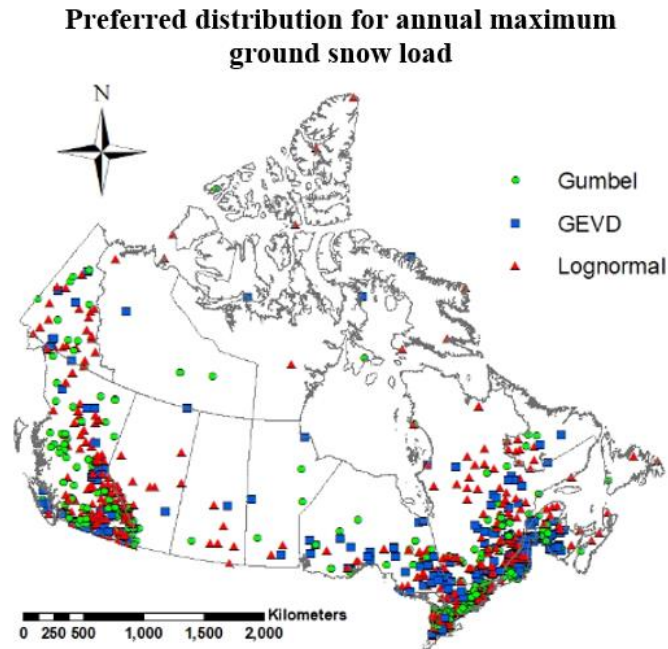 Preferred distribution for annual maximum
ground snow load
N
Gumbel
GEVD
Lognormal
Kilometers
0 250 500 1,000 1,500 2,000